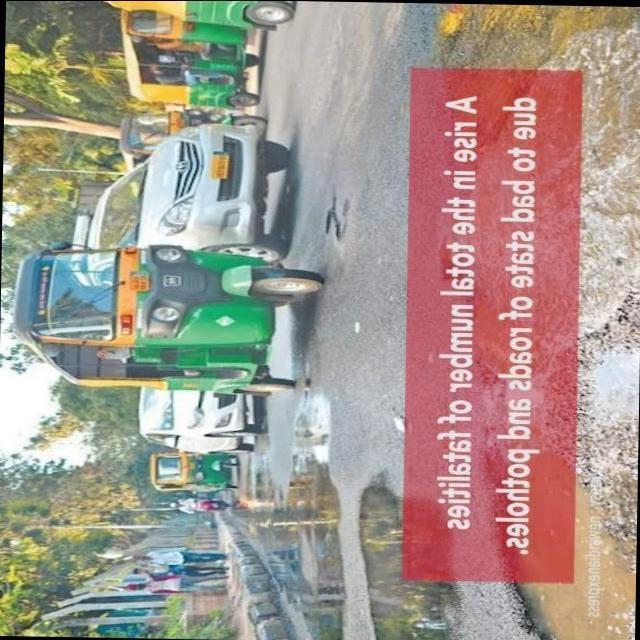 A rise in the total number of fatalities
due to bad state of roads and potholes.